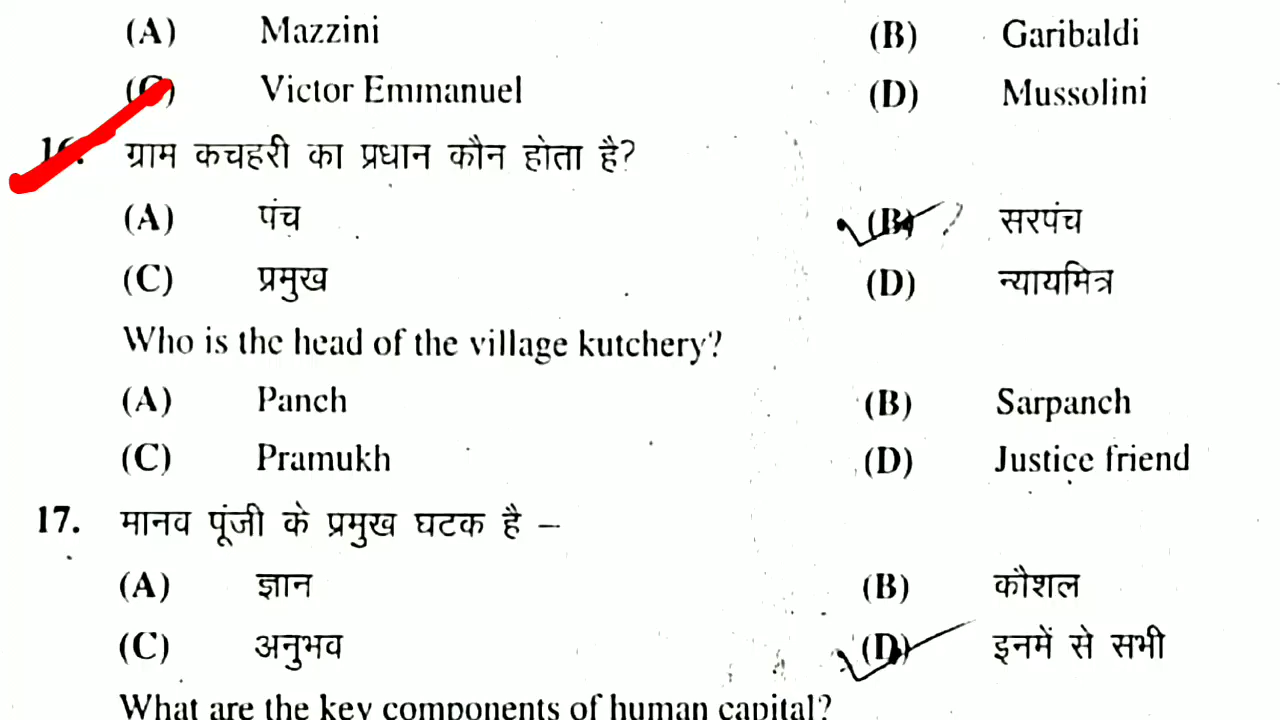 (A) Mazzini (B) Garibaldi
(C) Victor Emmanuel (D) Mussolini
16. ग्राम कचहरी का प्रधान कौन होता है?
(A) पंच (B) सरपंच
(C) प्रमुख (D) न्यायमित्र
Who is the head of the village kutchery?
(A) Panch (B) Sarpanch
(C) Pramukh (D) Justice friend
17. मानव पूंजी के प्रमुख घटक है –
(A) ज्ञान (B) कौशल
(C) अनुभव (D) इनमें से सभी
What are the key components of human capital?